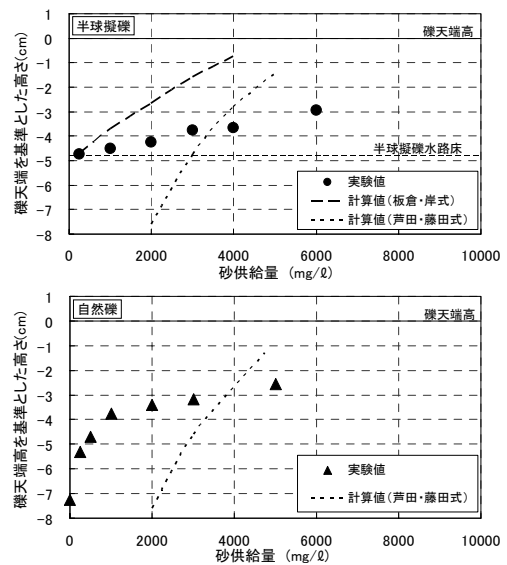 半球擬礫
礫天端高
礫天端を基準とした高さ(cm)
1
0
-1
-2
-3
-4
-5
-6
-7
-8
半球擬礫水路床
実験値
計算値(板倉・岸式)
計算値(芦田・藤田式)
0 2000 4000 6000 8000 10000
砂供給量 (mg/ℓ)
自然礫
礫天端高
礫天端高を基準とした高さ(cm)
1
0
-1
-2
-3
-4
-5
-6
-7
-8
実験値
計算値(芦田・藤田式)
0 2000 4000 6000 8000 10000
砂供給量 (mg/ℓ)